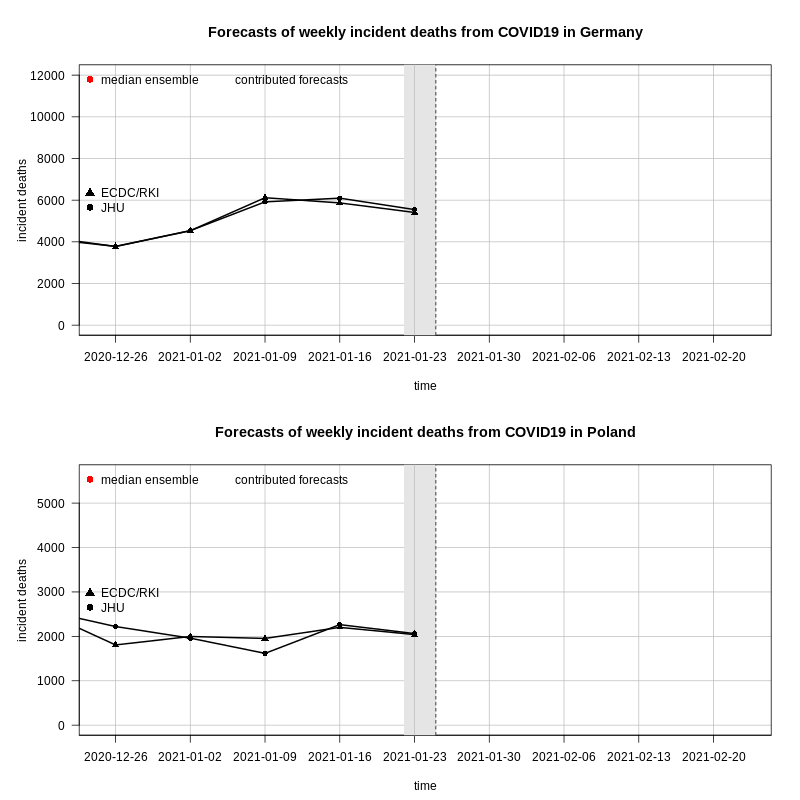 Forecasts of weekly incident deaths from COVID19 in Germany
median ensemble contributed forecasts
ECDC/RKI
JHU
incident deaths
12000
10000
8000
6000
4000
2000
0
2020-12-26 2021-01-02 2021-01-09 2021-01-16 2021-01-23 2021-01-30 2021-02-06 2021-02-13 2021-02-20
time
Forecasts of weekly incident deaths from COVID19 in Poland
median ensemble contributed forecasts
ECDC/RKI
JHU
incident deaths
5000
4000
3000
2000
1000
0
2020-12-26 2021-01-02 2021-01-09 2021-01-16 2021-01-23 2021-01-30 2021-02-06 2021-02-13 2021-02-20
time